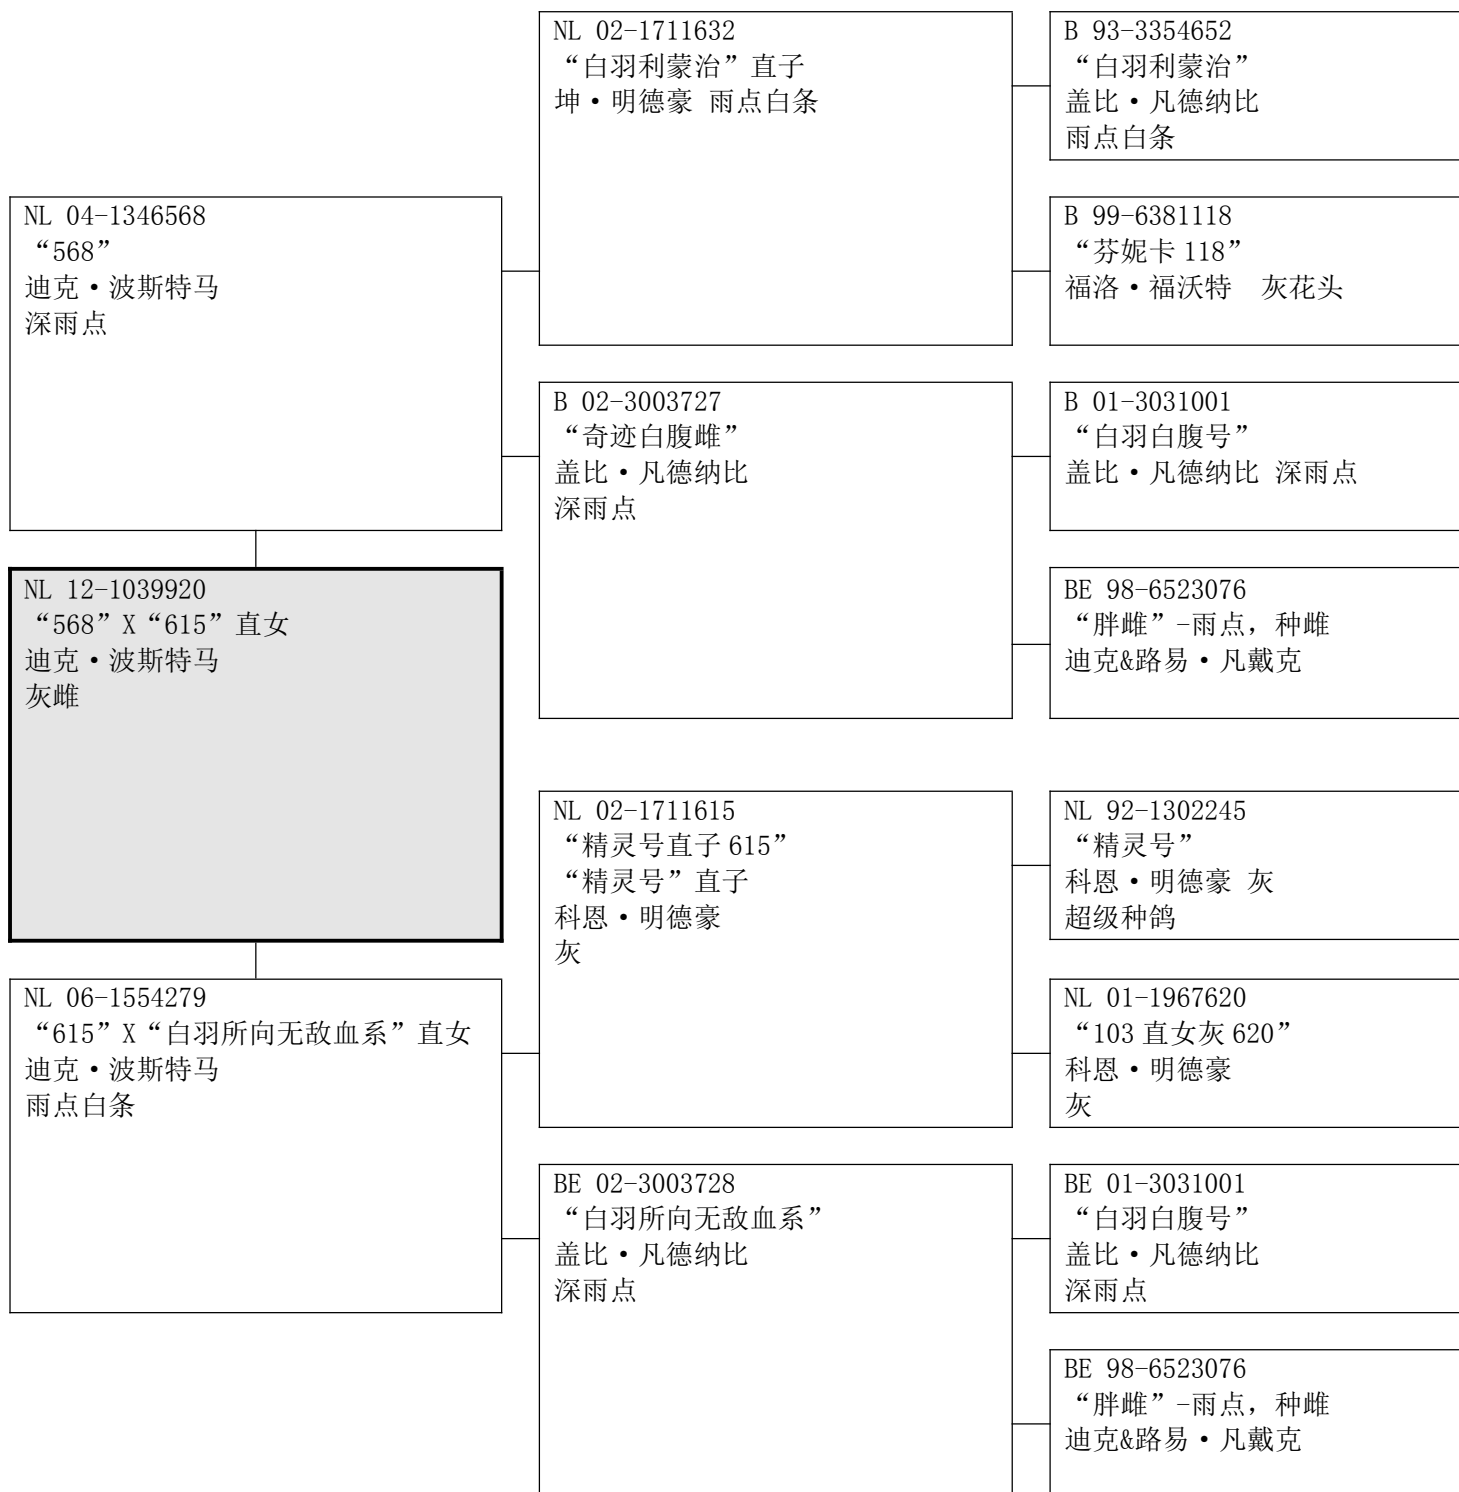 NL 02-1711632
“白羽利蒙治”直子
坤·明德豪 雨点白条
B 93-3354652
“白羽利蒙治”
盖比·凡德纳比
雨点白条
NL 04-1346568
“568”
迪克·波斯特马
深雨点
B 99-6381118
“芬妮卡 118”
福洛·福沃特 灰花头
B 02-3003727
“奇迹白腹雌”
盖比·凡德纳比
深雨点
B 01-3031001
“白羽白腹号”
盖比·凡德纳比 深雨点
NL 12-1039920
“568”X“615”直女
迪克·波斯特马
灰雌
BE 98-6523076
“胖雌”-雨点，种雌
迪克&路易·凡戴克
NL 02-1711615
“精灵号直子 615”
“精灵号”直子
科恩·明德豪
灰
NL 92-1302245
“精灵号”
科恩·明德豪 灰
超级种鸽
NL 06-1554279
“615”X“白羽所向无敌血系”直女
迪克·波斯特马
雨点白条
NL 01-1967620
“103 直女灰 620”
科恩·明德豪
灰
BE 02-3003728
“白羽所向无敌血系”
盖比·凡德纳比
深雨点
BE 01-3031001
“白羽白腹号”
盖比·凡德纳比
深雨点
BE 98-6523076
“胖雌”-雨点，种雌
迪克&路易·凡戴克